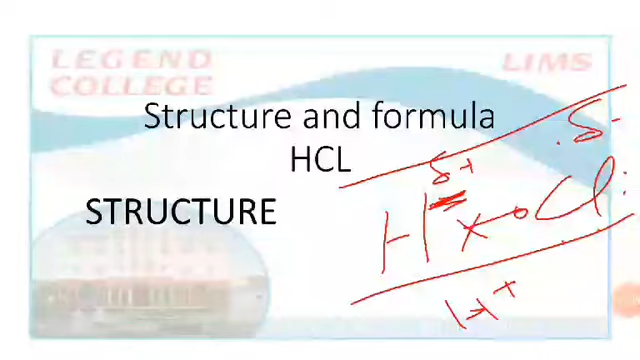 LEGEND
COLLEGE
LIMS
Structure and formula
HCL
STRUCTURE
δ+
δ-
H x• Cl:
H+